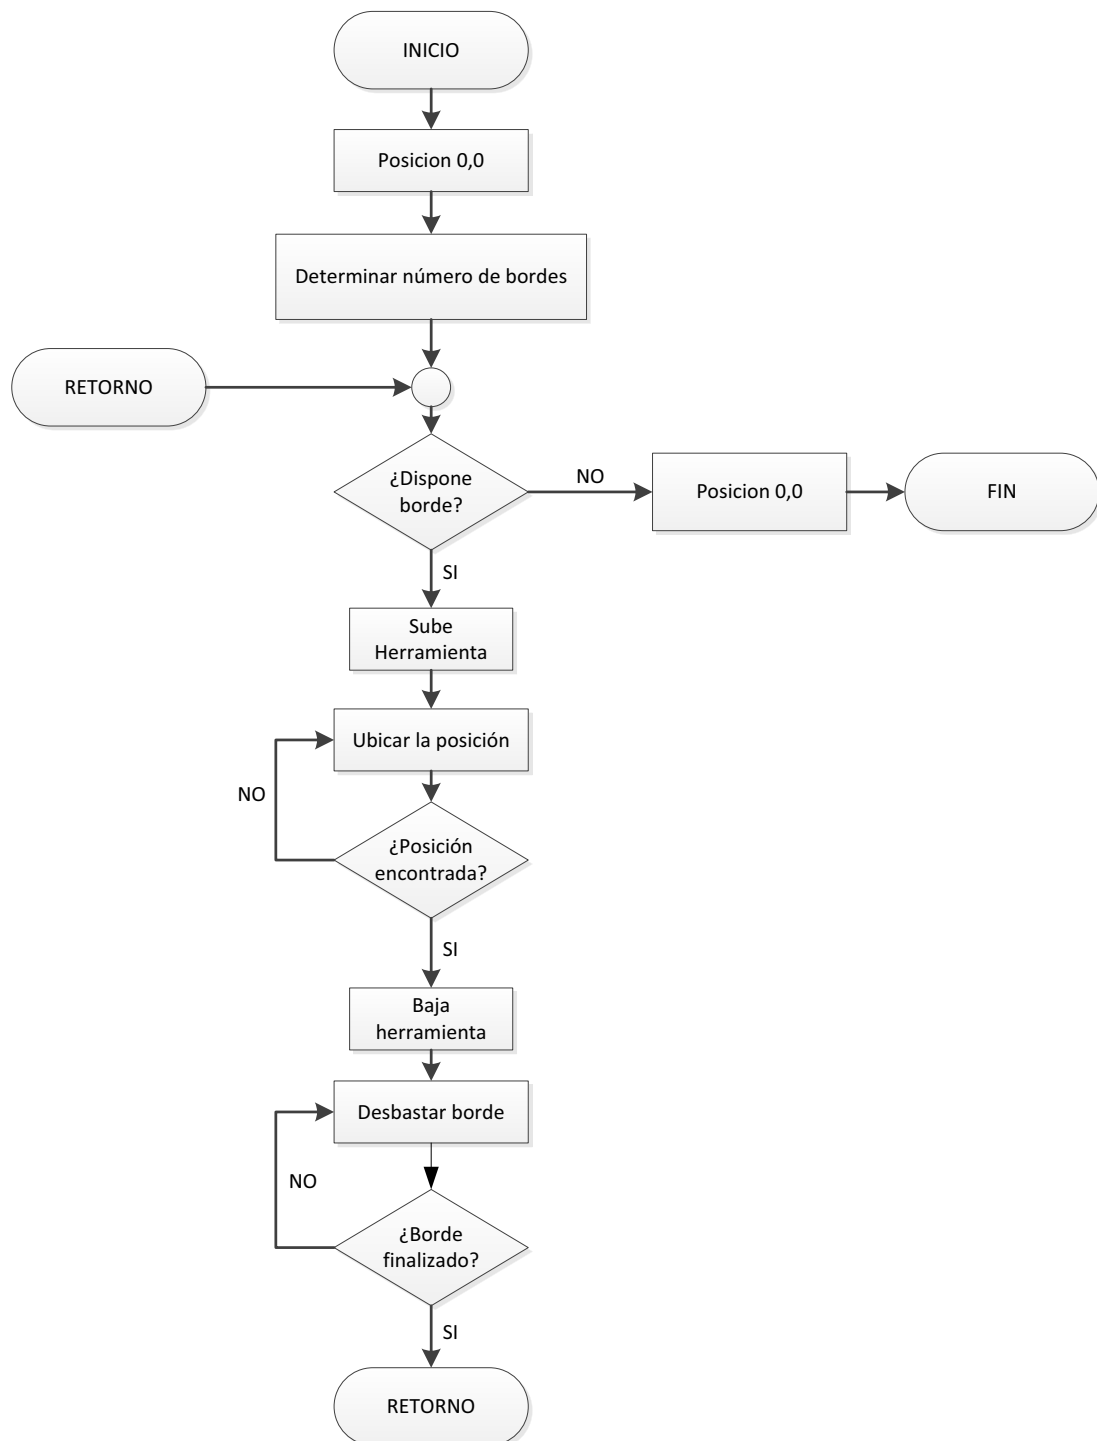 INICIO
Posicion 0,0
Determinar número de bordes
RETORNO
¿Dispone
borde?
NO
Posicion 0,0
FIN
SI
Sube
Herramienta
Ubicar la posición
NO
¿Posición
encontrada?
SI
Baja
herramienta
Desbastar borde
NO
¿Borde
finalizado?
SI
RETORNO